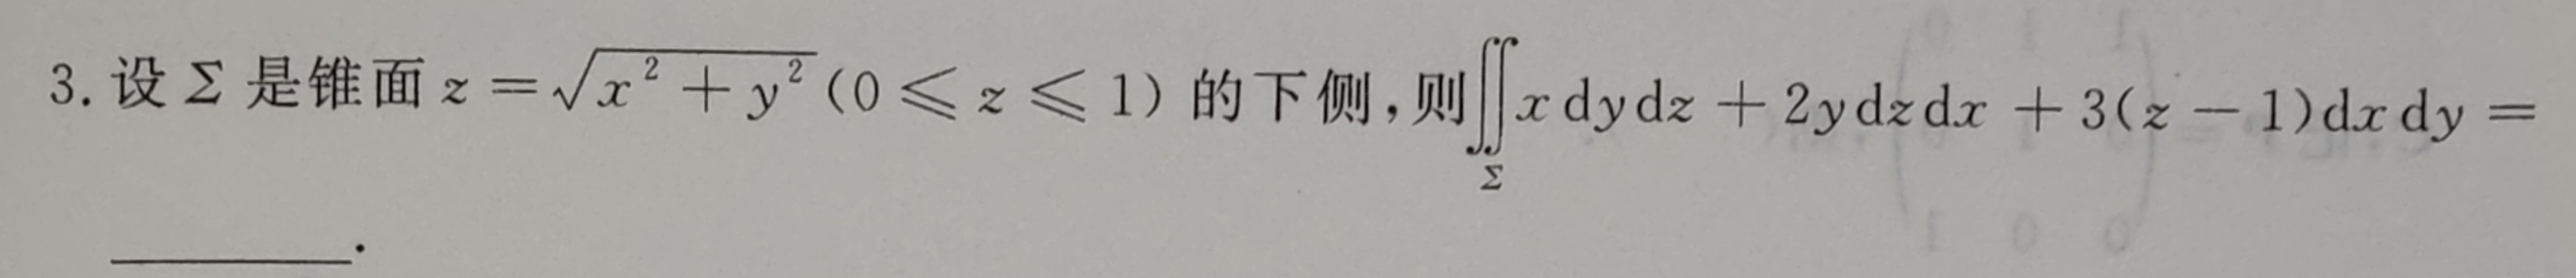 3. 设 Σ 是锥面 z = √(x² + y²) (0 ⩽ z ⩽ 1) 的下侧,则∬_Σ x dy dz + 2y dz dx + 3(z − 1) dx dy =
________.